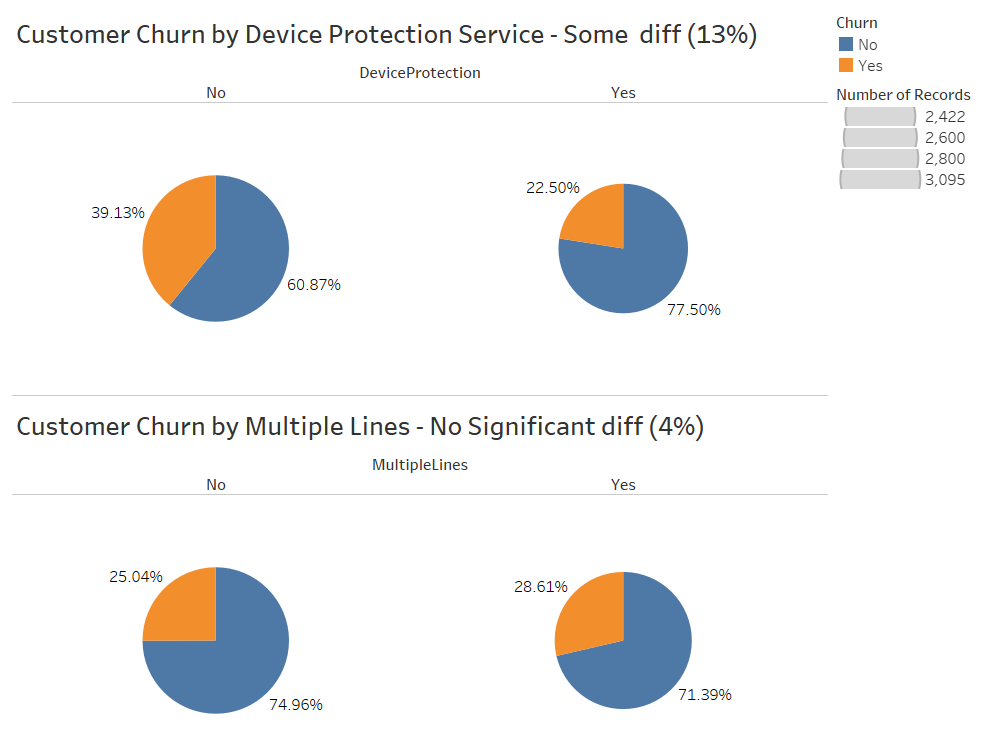 Customer Churn by Device Protection Service - Some  diff (13%)
DeviceProtection
No
Yes
39.13%
60.87%
22.50%
77.50%
Customer Churn by Multiple Lines - No Significant diff (4%)
MultipleLines
No
Yes
25.04%
74.96%
28.61%
71.39%
Churn
No
Yes
Number of Records
2,422
2,600
2,800
3,095